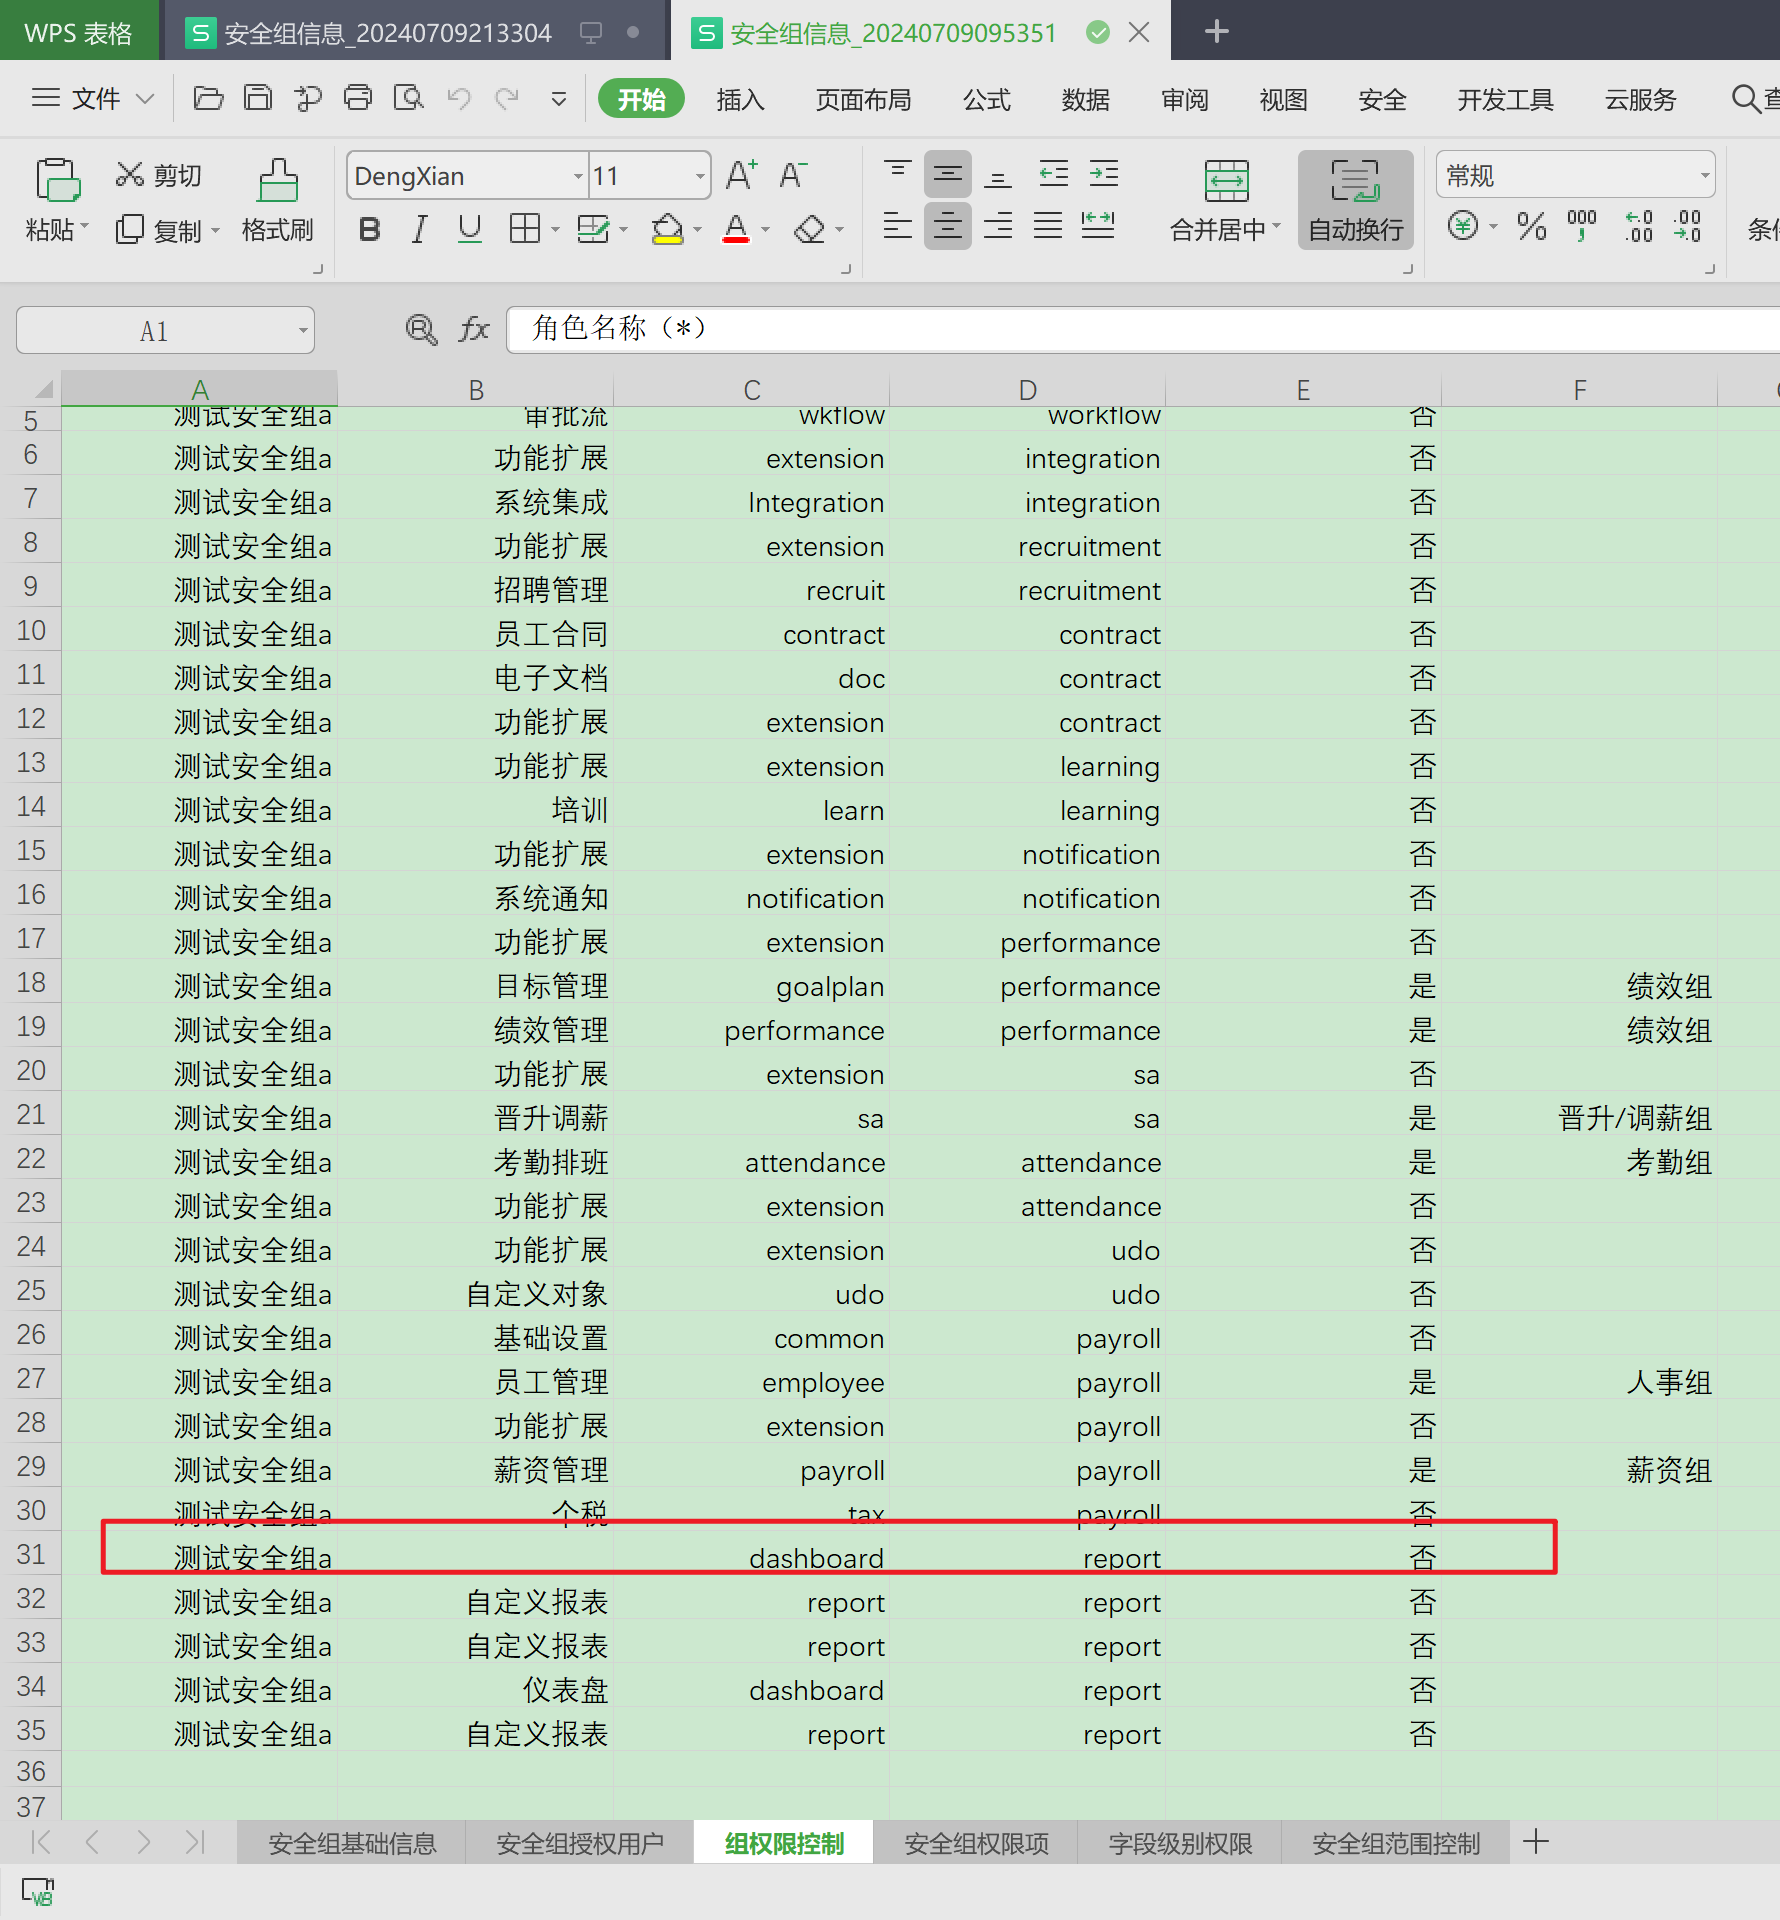 WPS 表格 安全组信息_20240709213304 安全组信息_20240709095351
文件 开始 插入 页面布局 公式 数据 审阅 视图 安全 开发工具 云服务
粘贴 剪切 复制 格式刷 DengXian 11 合并居中 自动换行 常规
A1 角色名称（*）
A B C D E F
5 测试安全组a 审批流 wkflow workflow 否
6 测试安全组a 功能扩展 extension integration 否
7 测试安全组a 系统集成 Integration integration 否
8 测试安全组a 功能扩展 extension recruitment 否
9 测试安全组a 招聘管理 recruit recruitment 否
10 测试安全组a 员工合同 contract contract 否
11 测试安全组a 电子文档 doc contract 否
12 测试安全组a 功能扩展 extension contract 否
13 测试安全组a 功能扩展 extension learning 否
14 测试安全组a 培训 learn learning 否
15 测试安全组a 功能扩展 extension notification 否
16 测试安全组a 系统通知 notification notification 否
17 测试安全组a 功能扩展 extension performance 否
18 测试安全组a 目标管理 goalplan performance 是 绩效组
19 测试安全组a 绩效管理 performance performance 是 绩效组
20 测试安全组a 功能扩展 extension sa 否
21 测试安全组a 晋升调薪 sa sa 是 晋升/调薪组
22 测试安全组a 考勤排班 attendance attendance 是 考勤组
23 测试安全组a 功能扩展 extension attendance 否
24 测试安全组a 功能扩展 extension udo 否
25 测试安全组a 自定义对象 udo udo 否
26 测试安全组a 基础设置 common payroll 否
27 测试安全组a 员工管理 employee payroll 是 人事组
28 测试安全组a 功能扩展 extension payroll 否
29 测试安全组a 薪资管理 payroll payroll 是 薪资组
30 测试安全组a 个税 tax payroll 否
31 测试安全组a dashboard report 否
32 测试安全组a 自定义报表 report report 否
33 测试安全组a 自定义报表 report report 否
34 测试安全组a 仪表盘 dashboard report 否
35 测试安全组a 自定义报表 report report 否
36
37
安全组基础信息 安全组授权用户 组权限控制 安全组权限项 字段级别权限 安全组范围控制